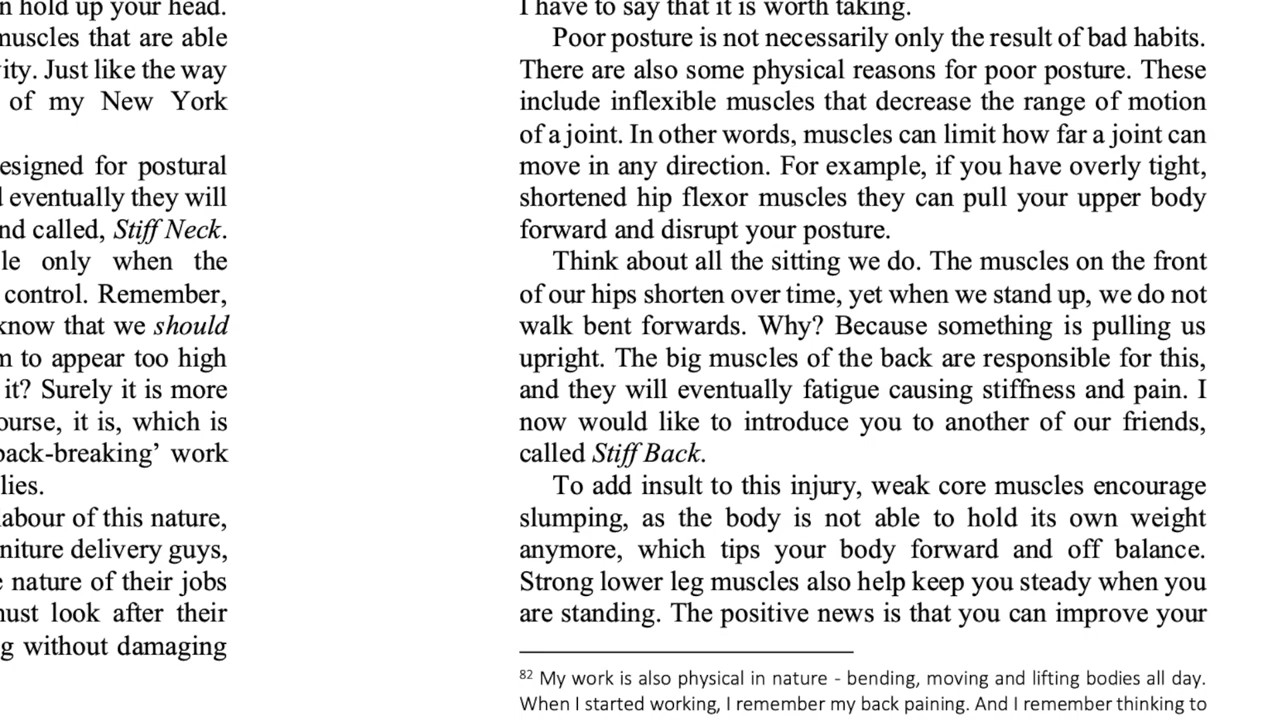 n hold up your head.
muscles that are able
ity. Just like the way
of my New York
esigned for postural
eventually they will
nd called, Stiff Neck.
le only when the
control. Remember,
know that we should
m to appear too high
it? Surely it is more
ourse, it is, which is
back-breaking’ work
lies.
labour of this nature,
niture delivery guys,
e nature of their jobs
must look after their
g without damaging
I have to say that it is worth taking.
Poor posture is not necessarily only the result of bad habits.
There are also some physical reasons for poor posture. These
include inflexible muscles that decrease the range of motion
of a joint. In other words, muscles can limit how far a joint can
move in any direction. For example, if you have overly tight,
shortened hip flexor muscles they can pull your upper body
forward and disrupt your posture.
Think about all the sitting we do. The muscles on the front
of our hips shorten over time, yet when we stand up, we do not
walk bent forwards. Why? Because something is pulling us
upright. The big muscles of the back are responsible for this,
and they will eventually fatigue causing stiffness and pain. I
now would like to introduce you to another of our friends,
called Stiff Back.
To add insult to this injury, weak core muscles encourage
slumping, as the body is not able to hold its own weight
anymore, which tips your body forward and off balance.
Strong lower leg muscles also help keep you steady when you
are standing. The positive news is that you can improve your
82 My work is also physical in nature - bending, moving and lifting bodies all day.
When I started working, I remember my back paining. And I remember thinking to